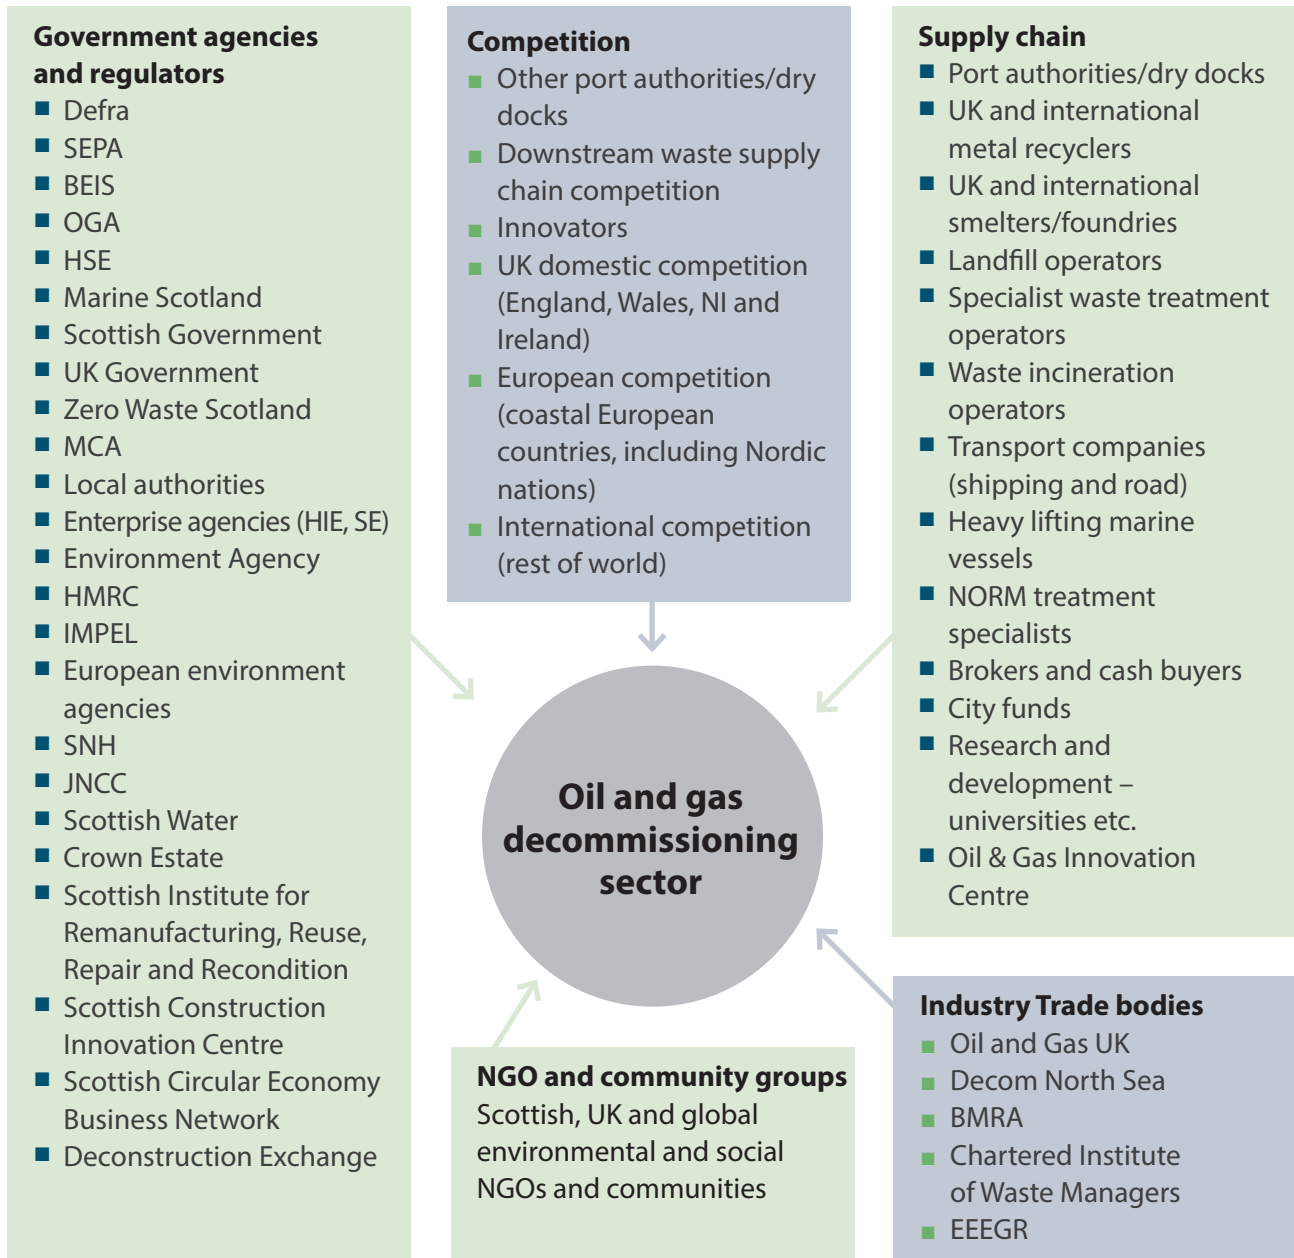 Government agencies
and regulators
■ Defra
■ SEPA
■ BEIS
■ OGA
■ HSE
■ Marine Scotland
■ Scottish Government
■ UK Government
■ Zero Waste Scotland
■ MCA
■ Local authorities
■ Enterprise agencies (HIE, SE)
■ Environment Agency
■ HMRC
■ IMPEL
■ European environment
agencies
■ SNH
■ JNCC
■ Scottish Water
■ Crown Estate
■ Scottish Institute for
Remanufacturing, Reuse,
Repair and Recondition
■ Scottish Construction
Innovation Centre
■ Scottish Circular Economy
Business Network
■ Deconstruction Exchange
Competition
■ Other port authorities/dry
docks
■ Downstream waste supply
chain competition
■ Innovators
■ UK domestic competition
(England, Wales, NI and
Ireland)
■ European competition
(coastal European
countries, including Nordic
nations)
■ International competition
(rest of world)
Supply chain
■ Port authorities/dry docks
■ UK and international
metal recyclers
■ UK and international
smelters/foundries
■ Landfill operators
■ Specialist waste treatment
operators
■ Waste incineration
operators
■ Transport companies
(shipping and road)
■ Heavy lifting marine
vessels
■ NORM treatment
specialists
■ Brokers and cash buyers
■ City funds
■ Research and
development –
universities etc.
■ Oil & Gas Innovation
Centre
Oil and gas
decommissioning
sector
NGO and community groups
Scottish, UK and global
environmental and social
NGOs and communities
Industry Trade bodies
■ Oil and Gas UK
■ Decom North Sea
■ BMRA
■ Chartered Institute
of Waste Managers
■ EEEGR